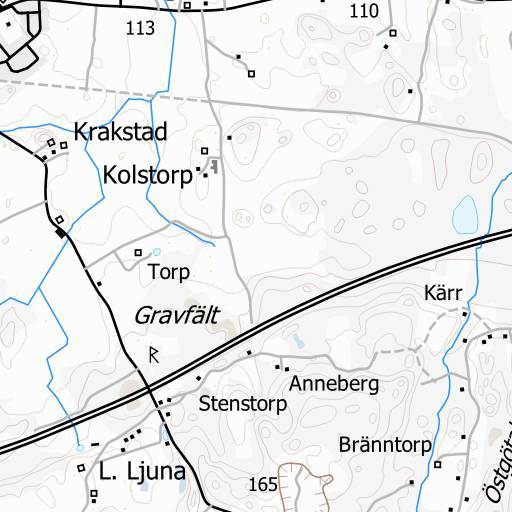 110
113
Krakstad
Kolstorp
Torp
Kärr
Gravfält
Anneberg
Stenstorp
Bränntorp
L. Ljuna
165